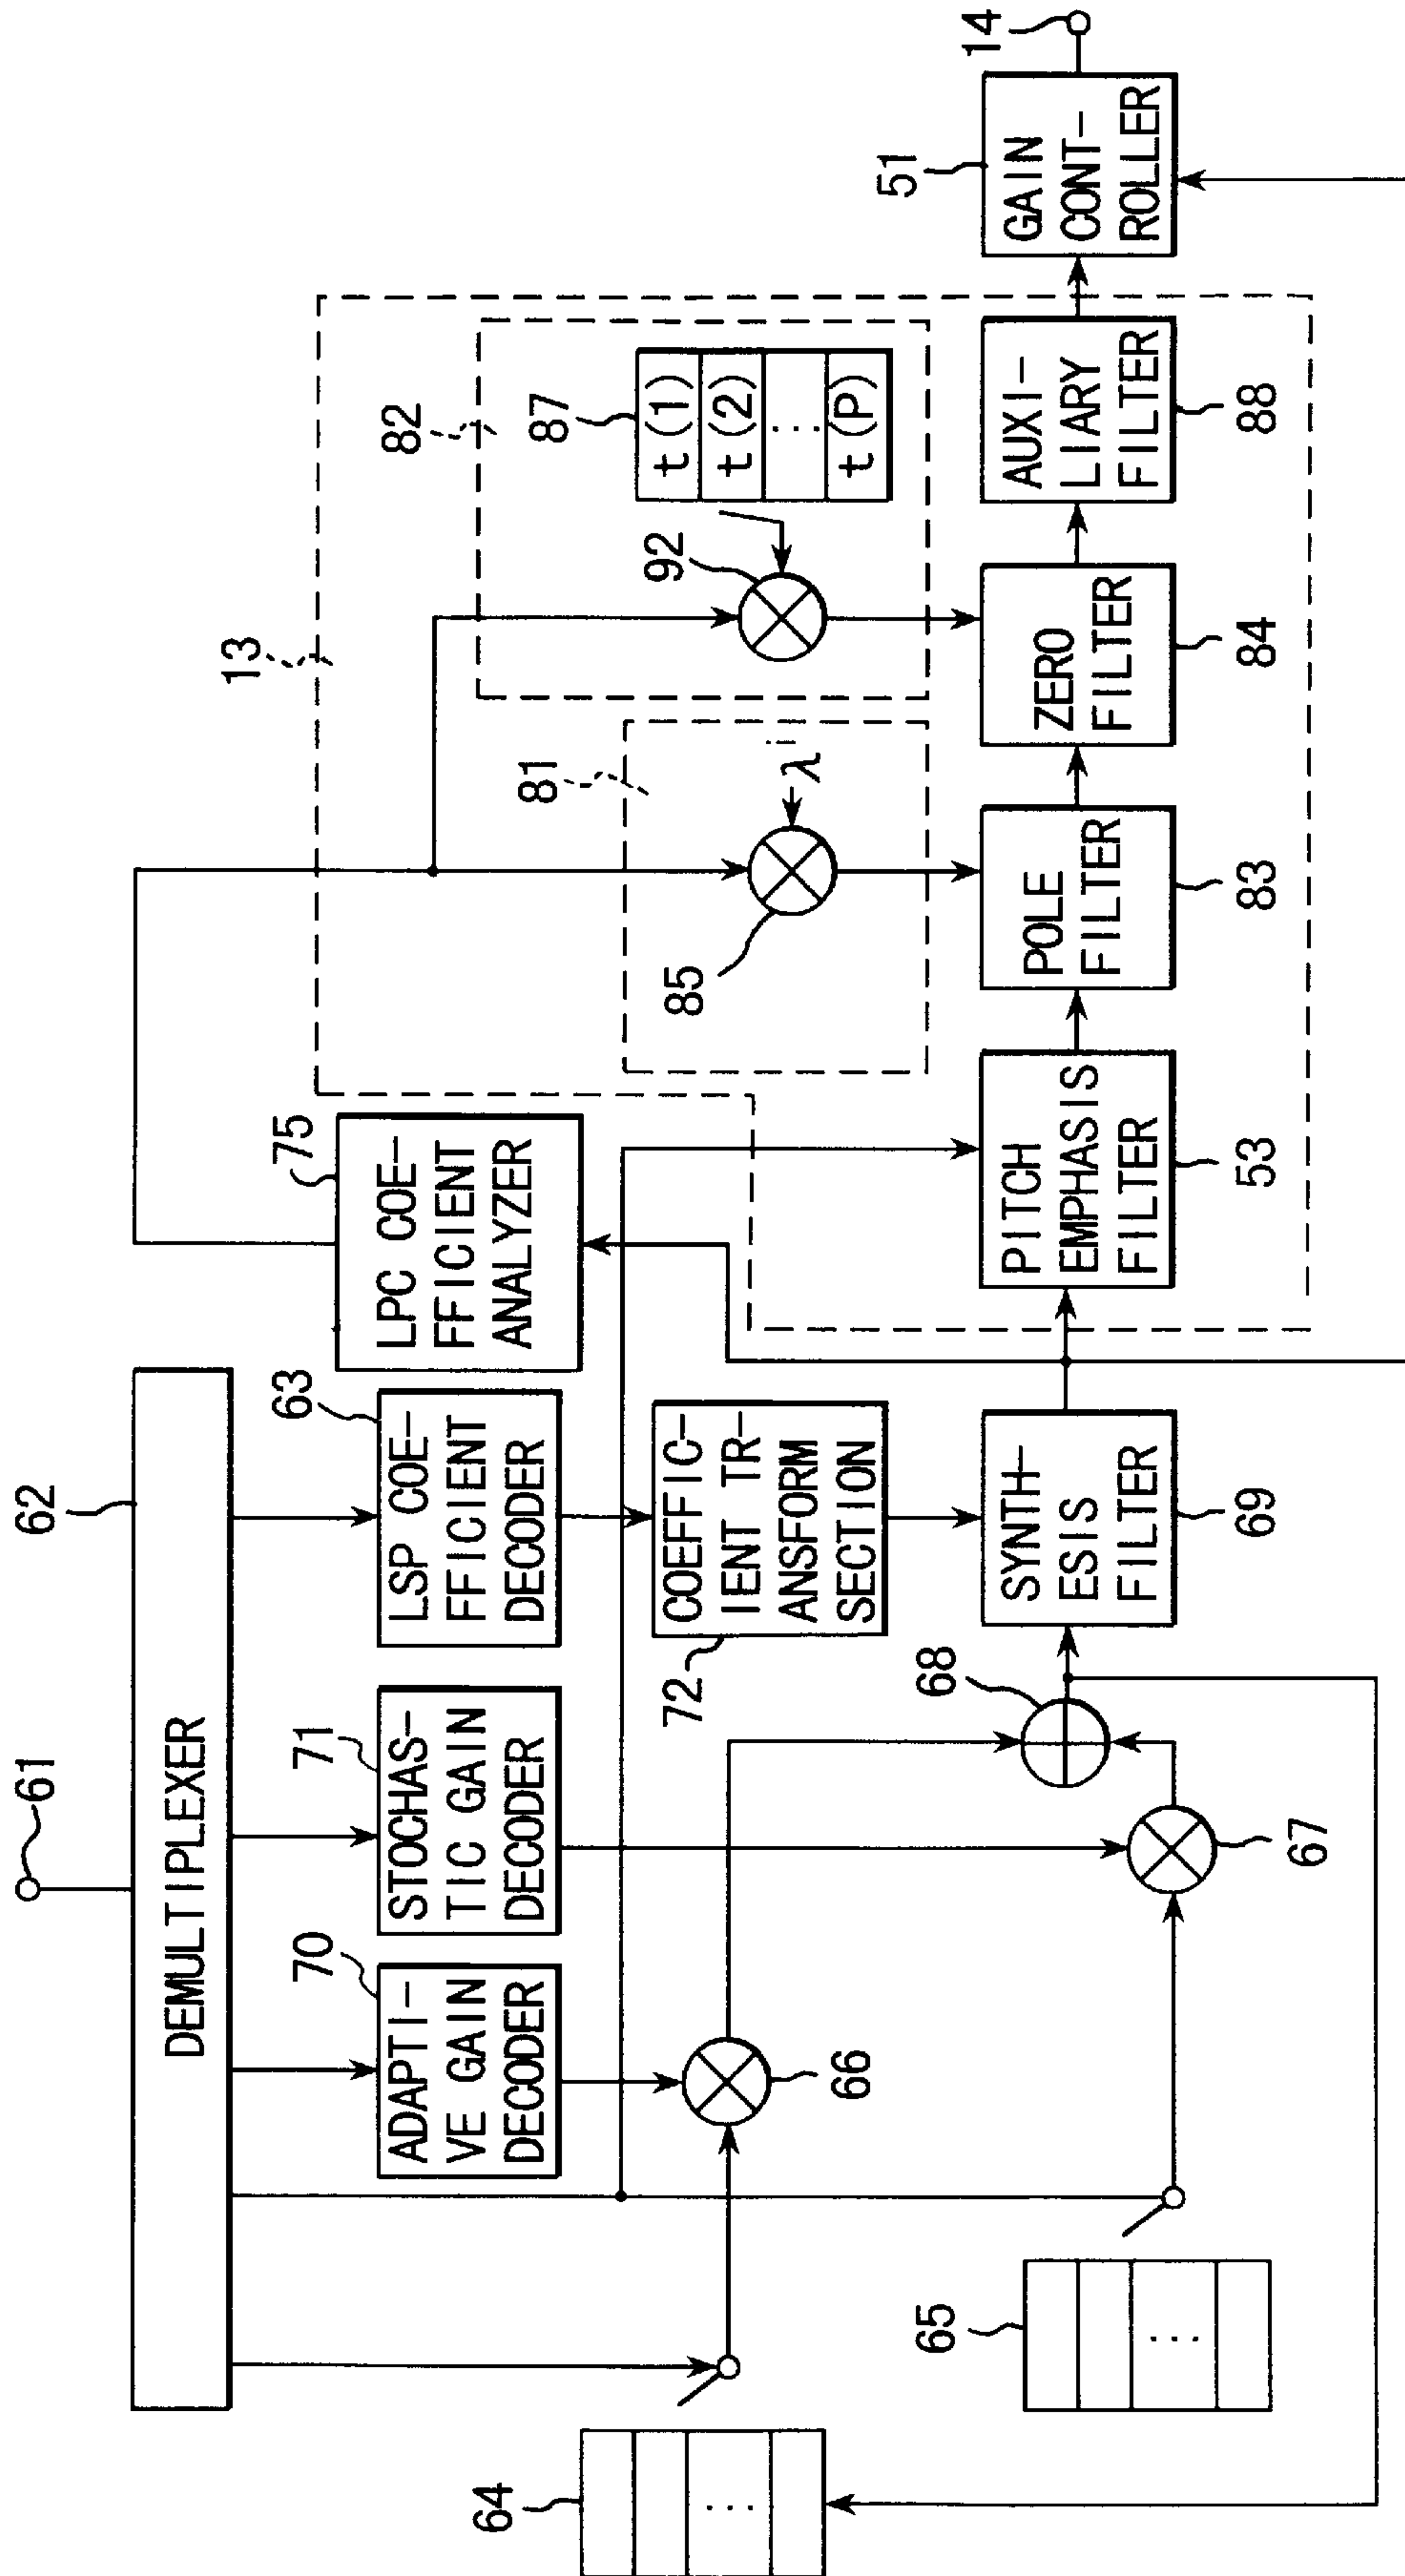 61
62
DEMULTIPLEXER
70
ADAPTI-
VE GAIN
DECODER
71
STOCHAS-
TIC GAIN
DECODER
63
LSP COE-
FFICIENT
DECODER
75
LPC COE-
FFICIENT
ANALYZER
13
82
87
t(1)
t(2)
...
t(P)
92
81
λⁱ
85
72
COEFFIC-
IENT TR-
ANSFORM
SECTION
64
...
66
65
...
67
68
SYNTH-
ESIS
FILTER
69
PITCH
EMPHASIS
FILTER
53
POLE
FILTER
83
ZERO
FILTER
84
AUXI-
LIARY
FILTER
88
51
GAIN
CONT-
ROLLER
14